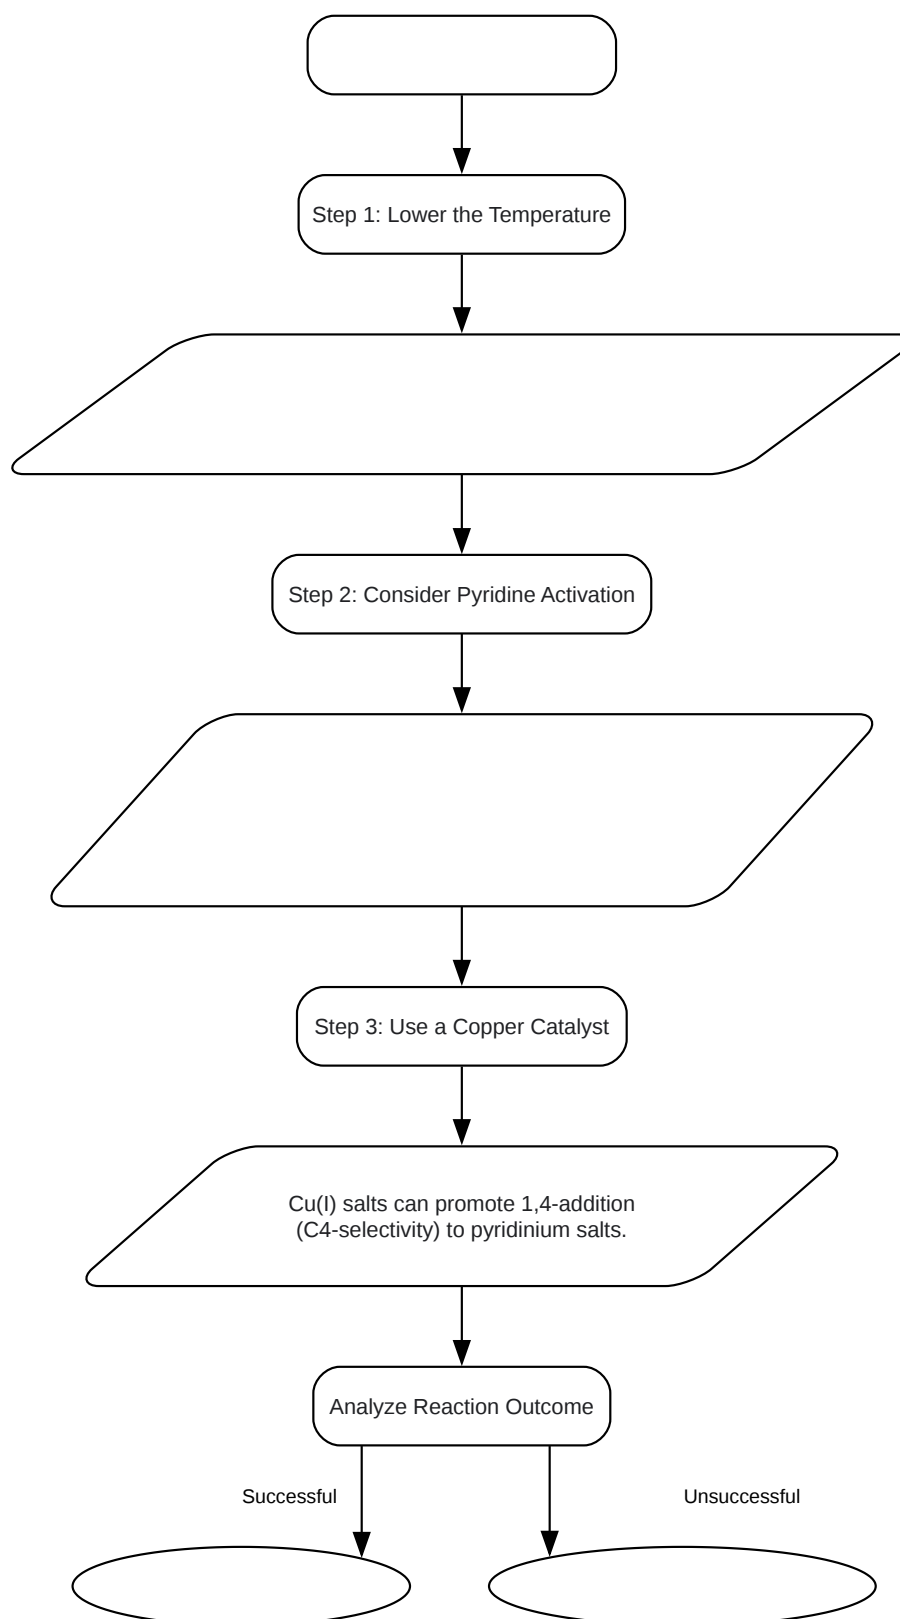 Step 1: Lower the Temperature
Step 2: Consider Pyridine Activation
Step 3: Use a Copper Catalyst
Cu(I) salts can promote 1,4-addition
(C4-selectivity) to pyridinium salts.
Analyze Reaction Outcome
Successful
Unsuccessful